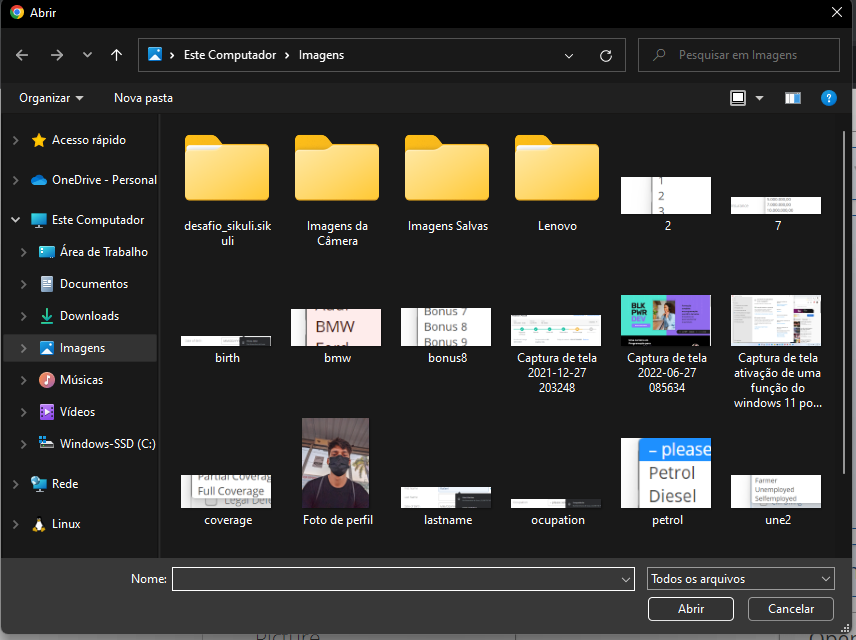 Abrir
Este Computador
Imagens
Pesquisar em Imagens
Organizar
Nova pasta
Acesso rápido
OneDrive - Personal
Este Computador
Área de Trabalho
Documentos
Downloads
Imagens
Músicas
Vídeos
Windows-SSD (C:)
Rede
Linux
desafio_sikuli.sik
uli
Imagens da
Câmera
Imagens Salvas
Lenovo
1
2
3
2
7
birth
BMW
bmw
Bonus 7
Bonus 8
Bonus 9
bonus8
Captura de tela
2021-12-27
203248
BLK
PWR
DEV
Captura de tela
2022-06-27
085634
Captura de tela
ativação de uma
função do
windows 11 po...
Partial Coverag
Full Coverage
coverage
Foto de perfil
lastname
ocupation
– please
Petrol
Diesel
petrol
Farmer
Unemployed
Selfemployed
une2
Nome:
Todos os arquivos
Abrir
Cancelar
Picture